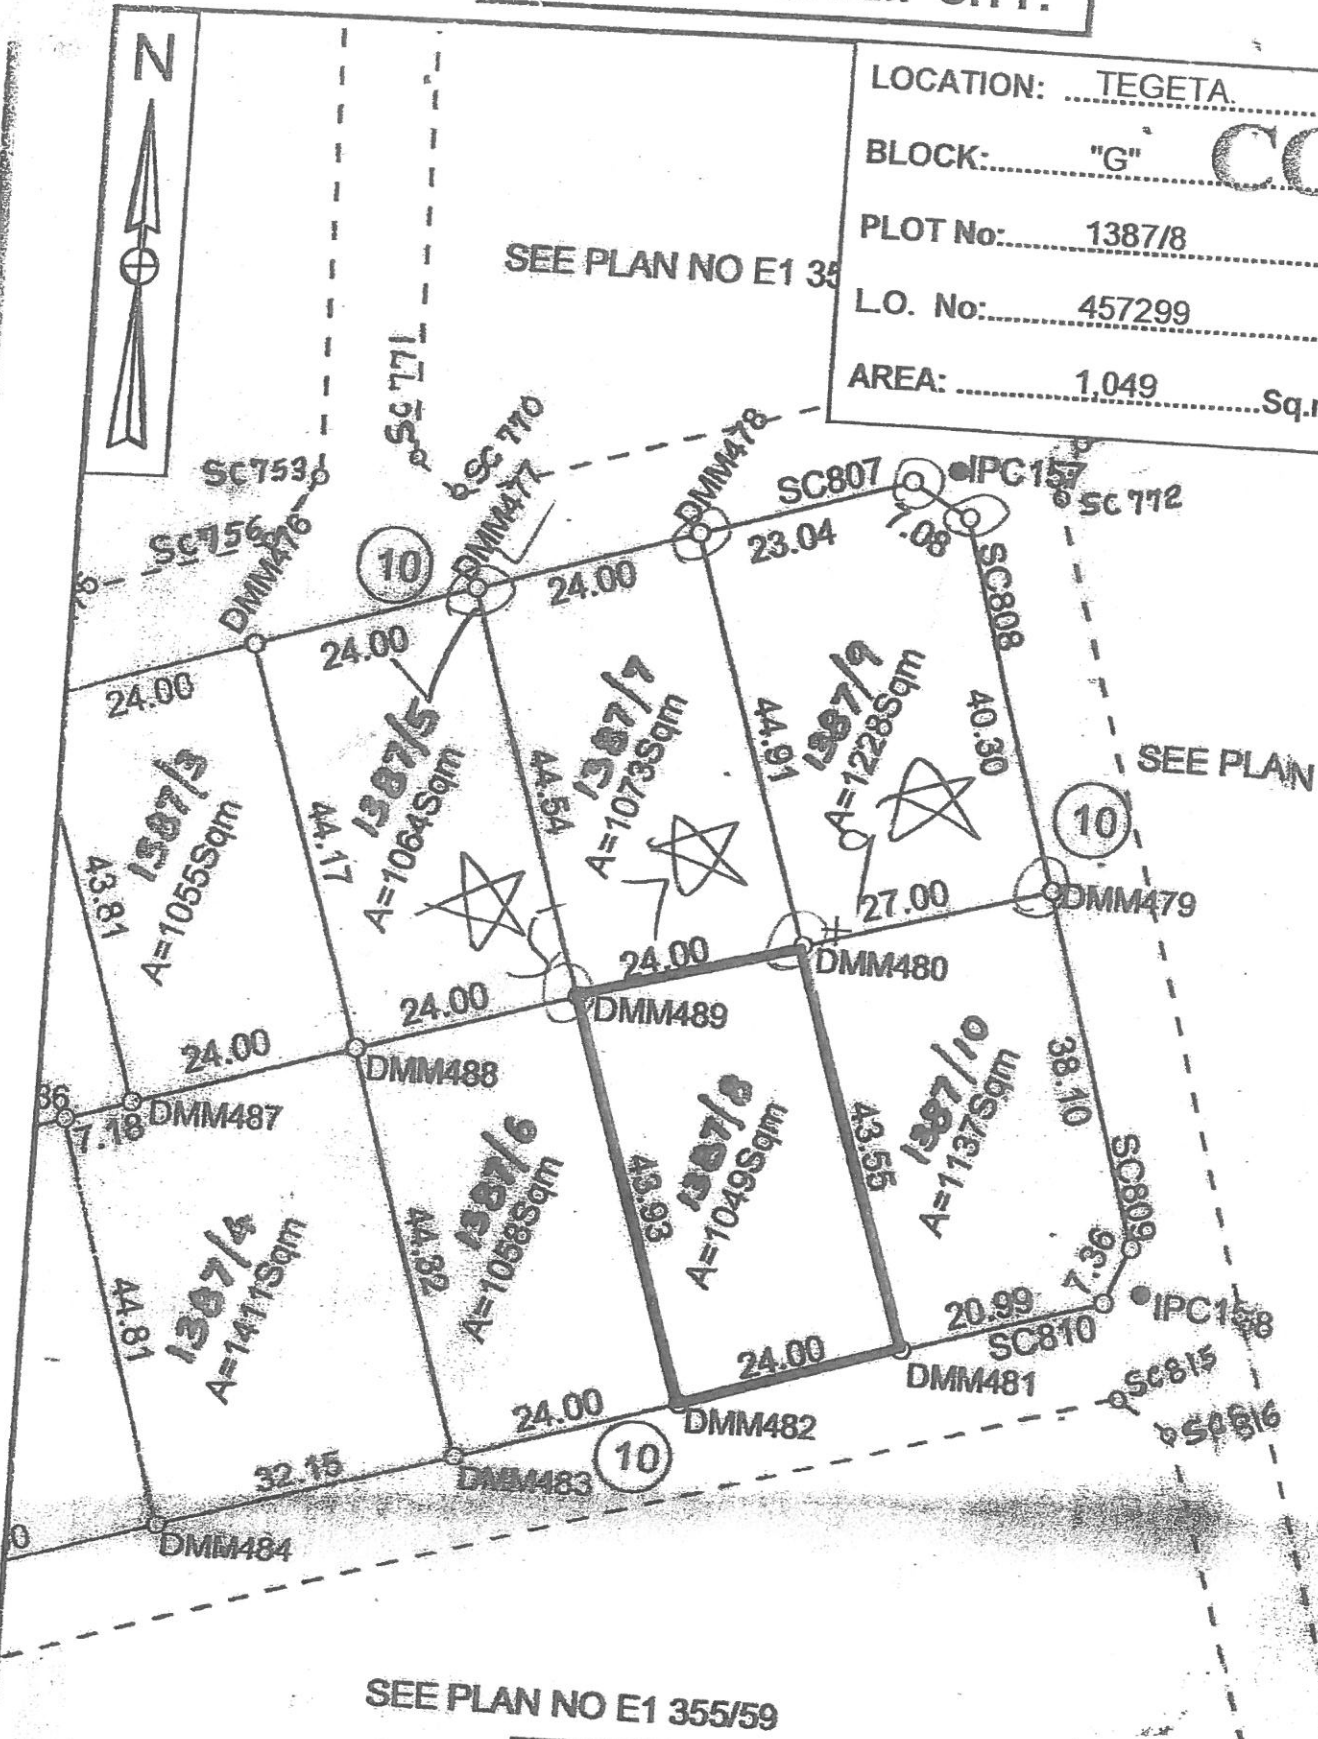 N
LOCATION: TEGETA.
BLOCK: "G"
CO
PLOT No: 1387/8
L.O. No: 457299
AREA: 1,049 Sq.
SEE PLAN NO E1 35
SC 771
SC 770
SC753
SC756
DMM476
DMM477
DMM478
SC807
IPC157
SC 772
10
24.00
24.00
24.00
23.04
7.08
SC808
1387/3
A=1055Sqm
1387/5
A=1064Sqm
1387/7
A=1073Sqm
1387/9
A=1228Sqm
43.81
44.17
44.54
44.91
40.30
SEE PLAN
10
24.00
24.00
24.00
27.00
DMM479
DMM480
DMM489
DMM488
DMM487
36
7.18
1387/4
A=1411Sqm
1387/6
A=1058Sqm
1387/8
A=1049Sqm
1387/10
A=1137Sqm
44.81
44.32
43.93
43.55
38.10
SC809
7.36
IPC158
20.99
SC810
24.00
24.00
32.15
DMM481
DMM482
DMM483
DMM484
10
SC815
SC816
0
SEE PLAN NO E1 355/59